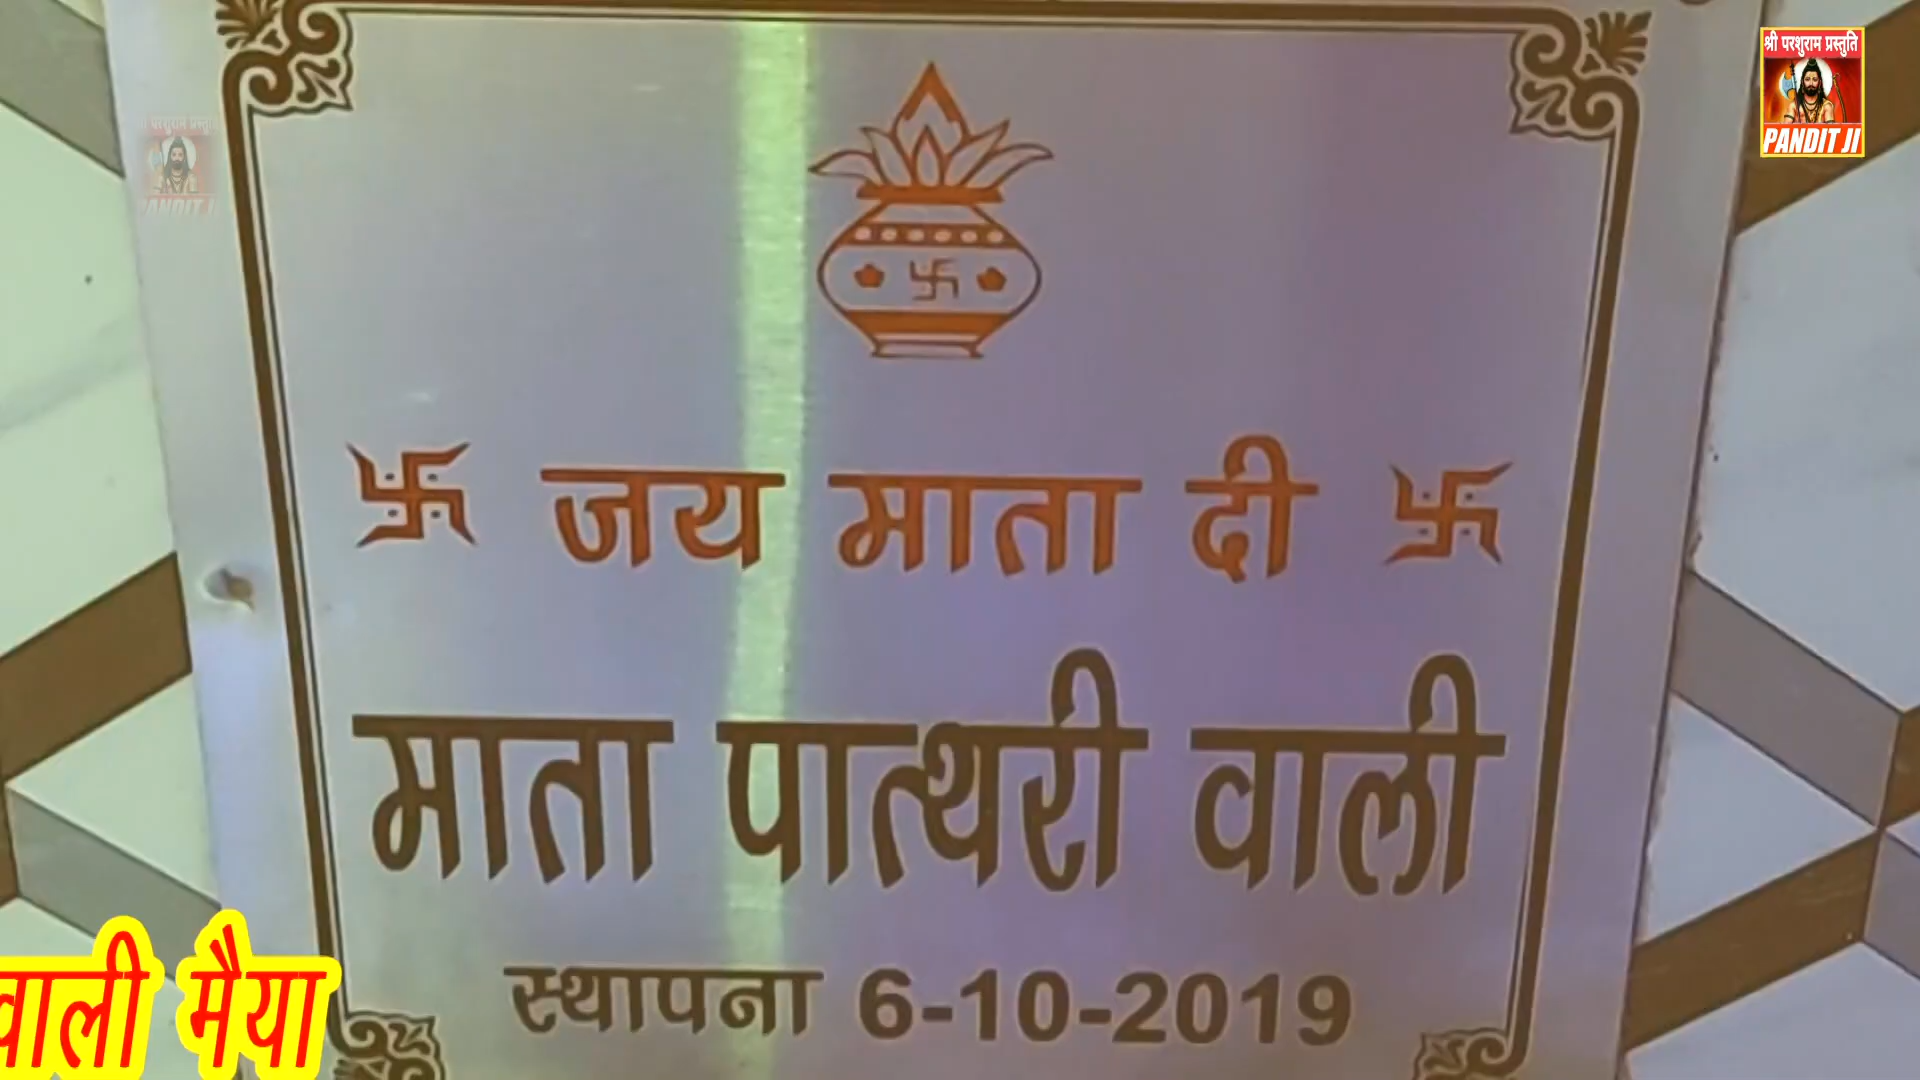 श्री परशुराम प्रस्तुति
PANDIT JI
जय माता दी
माता पात्थरी वाली
स्थापना 6-10-2019
वाली मैया